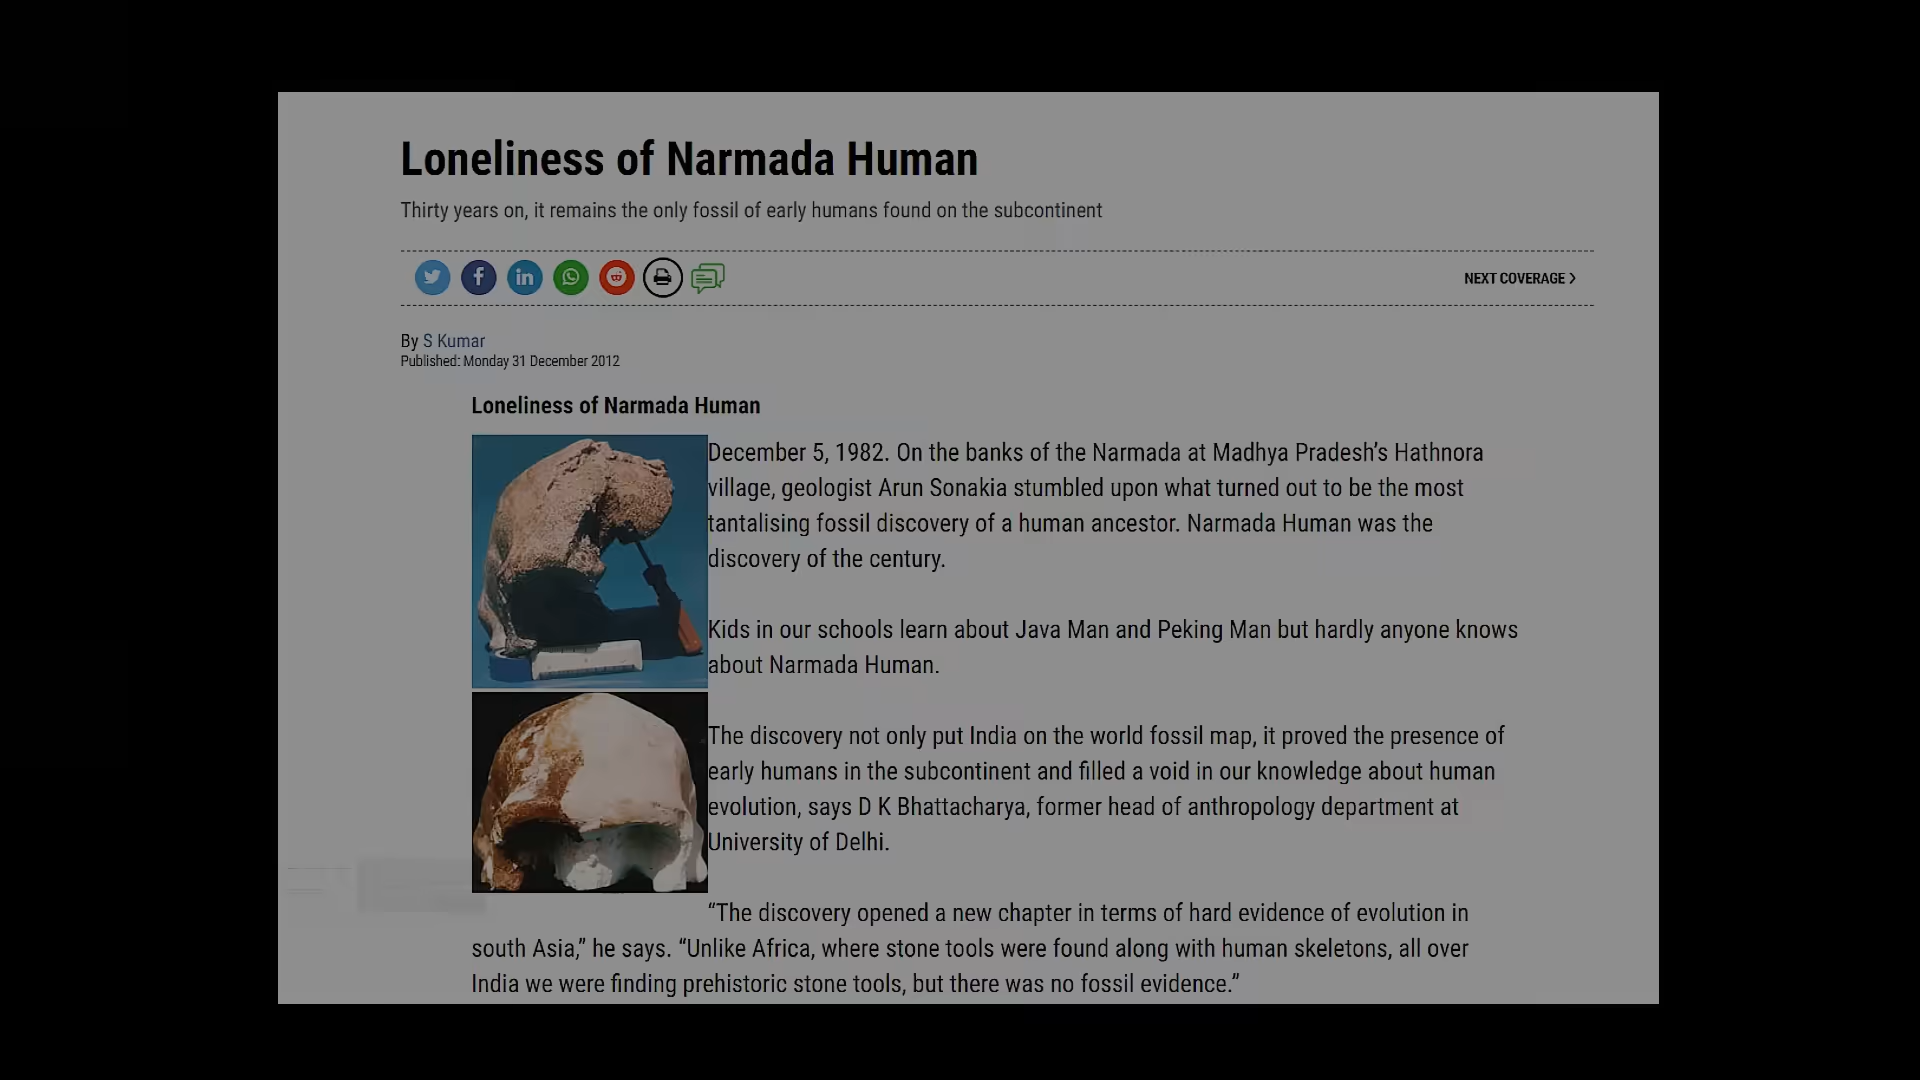 Loneliness of Narmada Human
Thirty years on, it remains the only fossil of early humans found on the subcontinent
NEXT COVERAGE >
By S Kumar
Published: Monday 31 December 2012
Loneliness of Narmada Human
December 5, 1982. On the banks of the Narmada at Madhya Pradesh’s Hathnora
village, geologist Arun Sonakia stumbled upon what turned out to be the most
tantalising fossil discovery of a human ancestor. Narmada Human was the
discovery of the century.
Kids in our schools learn about Java Man and Peking Man but hardly anyone knows
about Narmada Human.
The discovery not only put India on the world fossil map, it proved the presence of
early humans in the subcontinent and filled a void in our knowledge about human
evolution, says D K Bhattacharya, former head of anthropology department at
University of Delhi.
“The discovery opened a new chapter in terms of hard evidence of evolution in
south Asia,” he says. “Unlike Africa, where stone tools were found along with human skeletons, all over
India we were finding prehistoric stone tools, but there was no fossil evidence.”